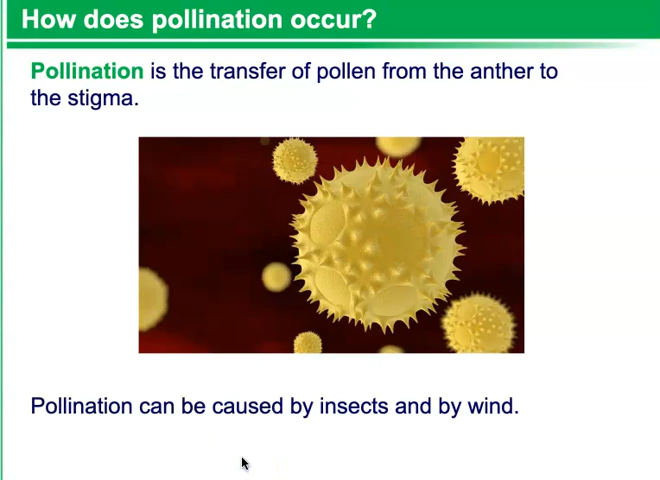 How does pollination occur?
Pollination is the transfer of pollen from the anther to
the stigma.
Pollination can be caused by insects and by wind.